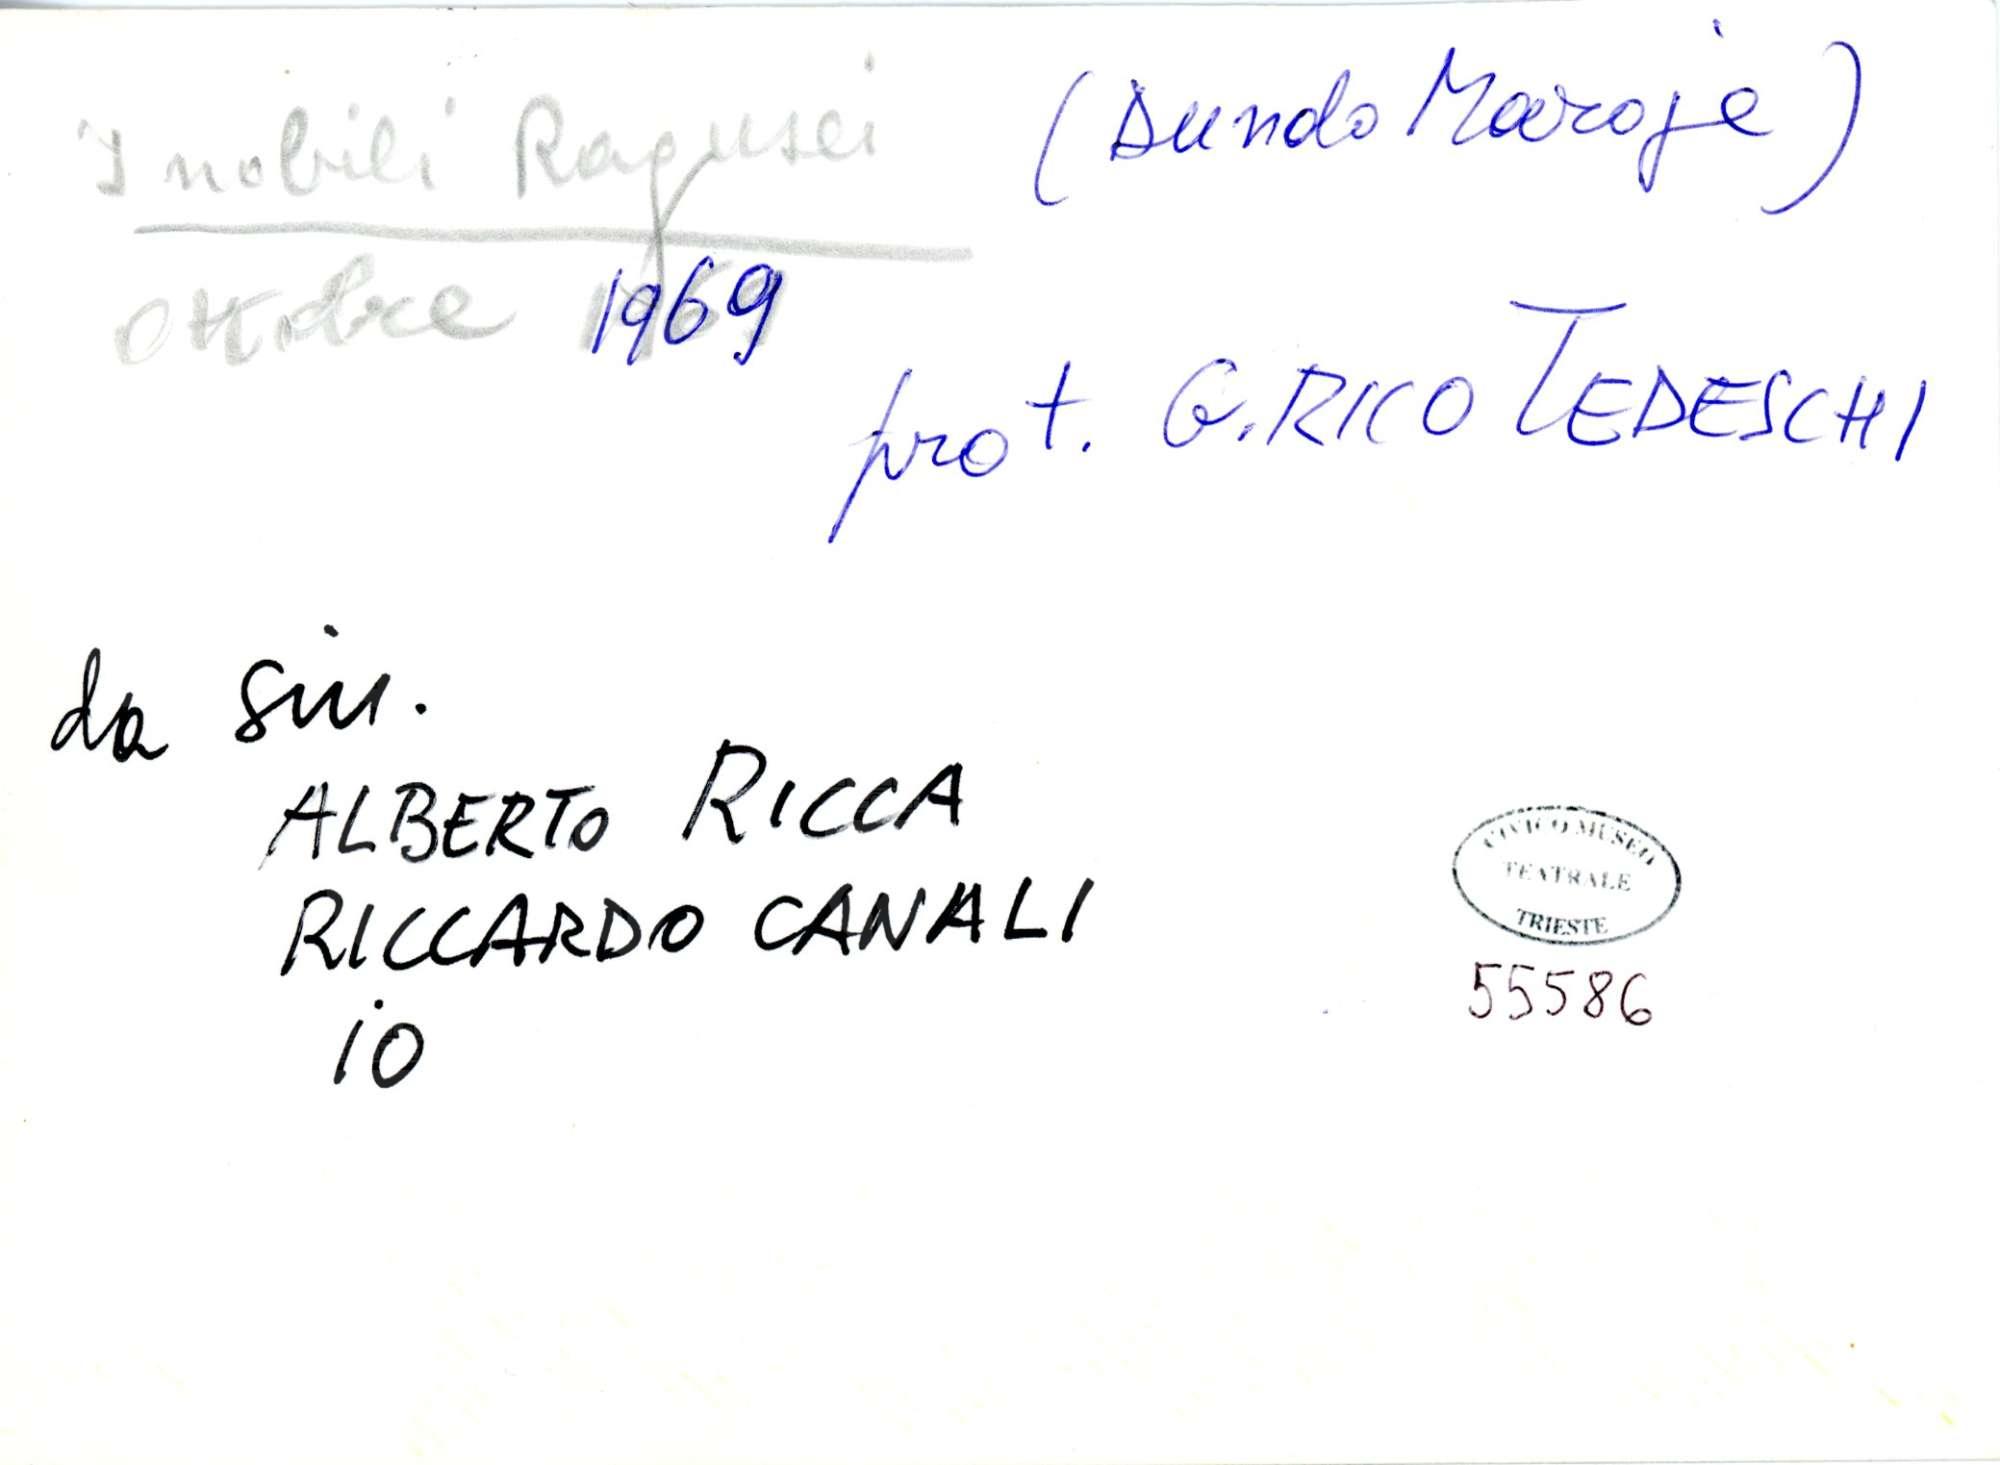 I nobili Ragusei (Dundo Maroje)
Ottobre 1969
prot. G.RICO TEDESCHI
da sin.
ALBERTO RICCA
RICCARDO CANALI
io
CIVICO MUSEO
TEATRALE
TRIESTE
55586